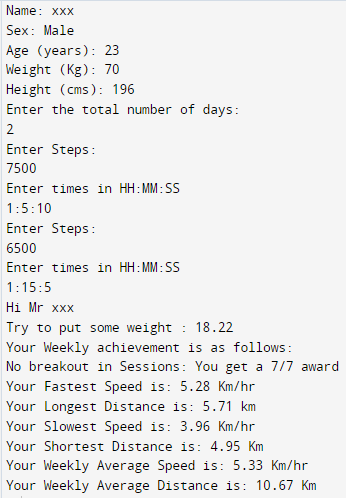 Name: xxx
Sex: Male
Age (years): 23
Weight (Kg): 70
Height (cms): 196
Enter the total number of days:
2
Enter Steps:
7500
Enter times in HH:MM:SS
1:5:10
Enter Steps:
6500
Enter times in HH:MM:SS
1:15:5
Hi Mr xxx
Try to put some weight : 18.22
Your Weekly achievement is as follows:
No breakout in Sessions: You get a 7/7 award
Your Fastest Speed is: 5.28 Km/hr
Your Longest Distance is: 5.71 km
Your Slowest Speed is: 3.96 Km/hr
Your Shortest Distance is: 4.95 Km
Your Weekly Average Speed is: 5.33 Km/hr
Your Weekly Average Distance is: 10.67 Km